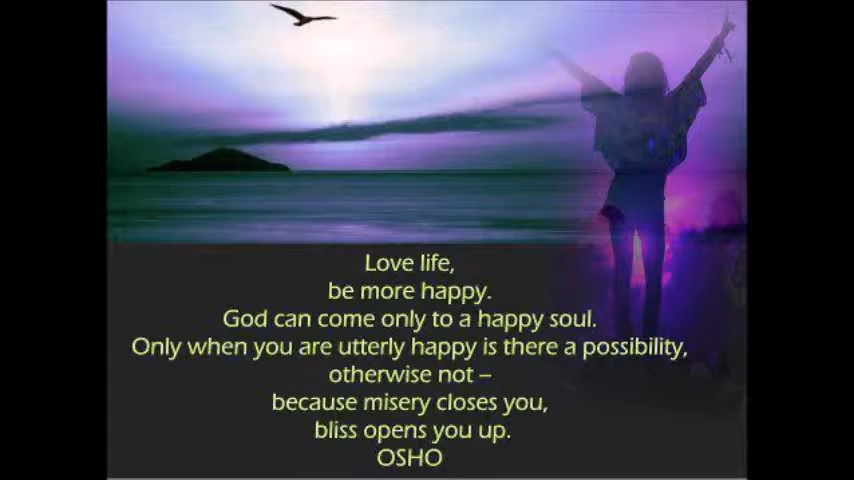 Love life,
be more happy.
God can come only to a happy soul.
Only when you are utterly happy is there a possibility,
otherwise not –
because misery closes you,
bliss opens you up.
OSHO